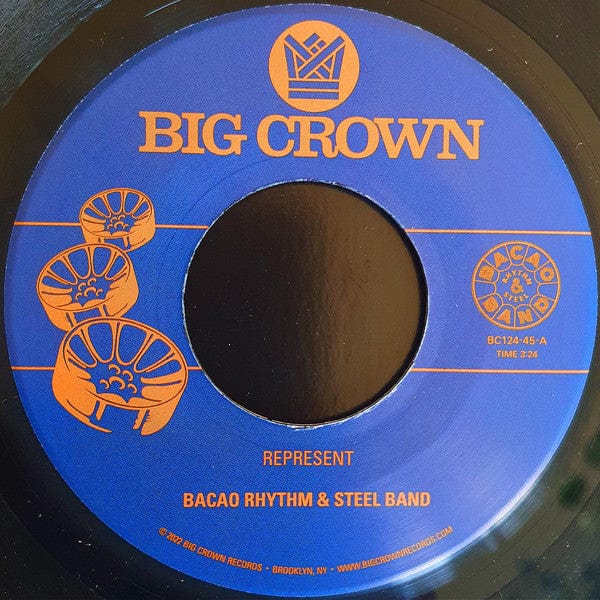 BIG CROWN
BACAO
RHYTHM
&
STEEL
BAND
BC124-45-A
TIME 3:24
REPRESENT
BACAO RHYTHM & STEEL BAND
© 2022 BIG CROWN RECORDS • BROOKLYN, NY • WWW.BIGCROWNRECORDS.COM